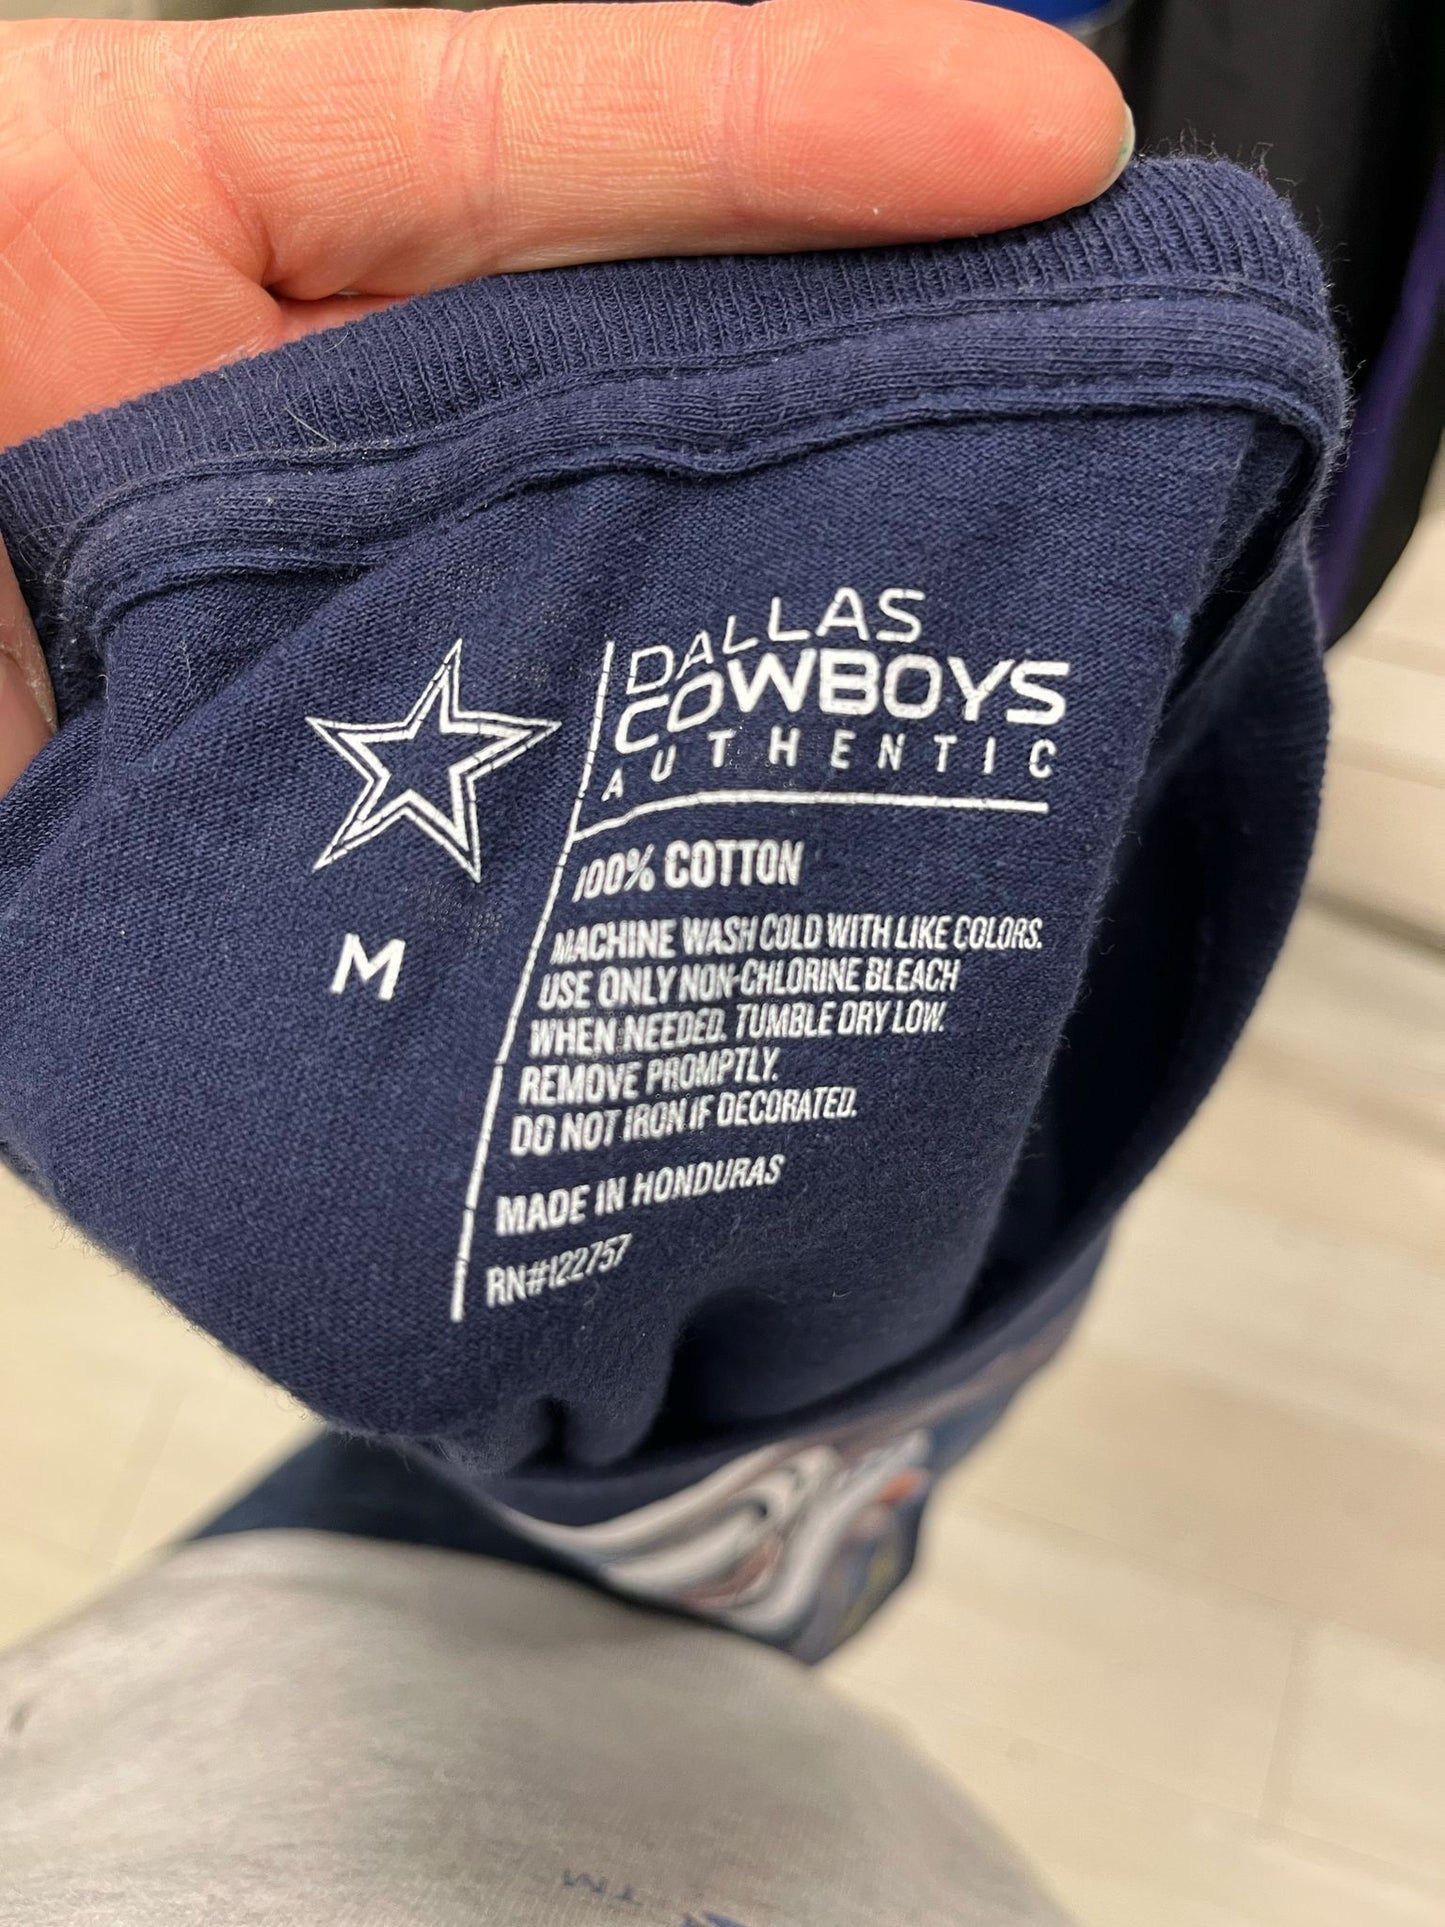 DALLAS
COWBOYS
AUTHENTIC
100% COTTON
M
MACHINE WASH COLD WITH LIKE COLORS.
USE ONLY NON-CHLORINE BLEACH
WHEN NEEDED. TUMBLE DRY LOW.
REMOVE PROMPTLY.
DO NOT IRON IF DECORATED.
MADE IN HONDURAS
RN#122757
TM